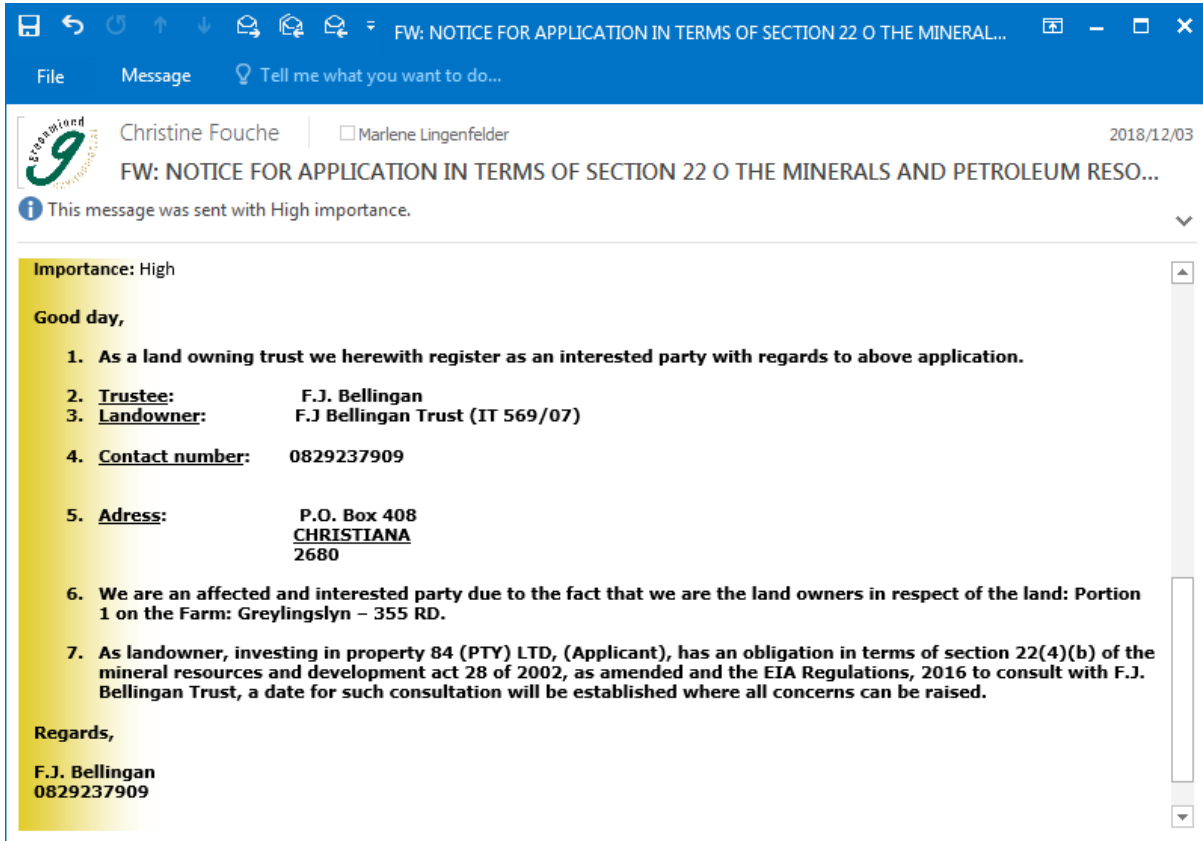 FW: NOTICE FOR APPLICATION IN TERMS OF SECTION 22 O THE MINERAL...
File Message Tell me what you want to do...
greenmined
Christine Fouche Marlene Lingenfelder 2018/12/03
FW: NOTICE FOR APPLICATION IN TERMS OF SECTION 22 O THE MINERALS AND PETROLEUM RESO...
This message was sent with High importance.
Importance: High
Good day,
1. As a land owning trust we herewith register as an interested party with regards to above application.
2. Trustee: F.J. Bellingan
3. Landowner: F.J Bellingan Trust (IT 569/07)
4. Contact number: 0829237909
5. Adress: P.O. Box 408
CHRISTIANA
2680
6. We are an affected and interested party due to the fact that we are the land owners in respect of the land: Portion
1 on the Farm: Greylingslyn – 355 RD.
7. As landowner, investing in property 84 (PTY) LTD, (Applicant), has an obligation in terms of section 22(4)(b) of the
mineral resources and development act 28 of 2002, as amended and the EIA Regulations, 2016 to consult with F.J.
Bellingan Trust, a date for such consultation will be established where all concerns can be raised.
Regards,
F.J. Bellingan
0829237909